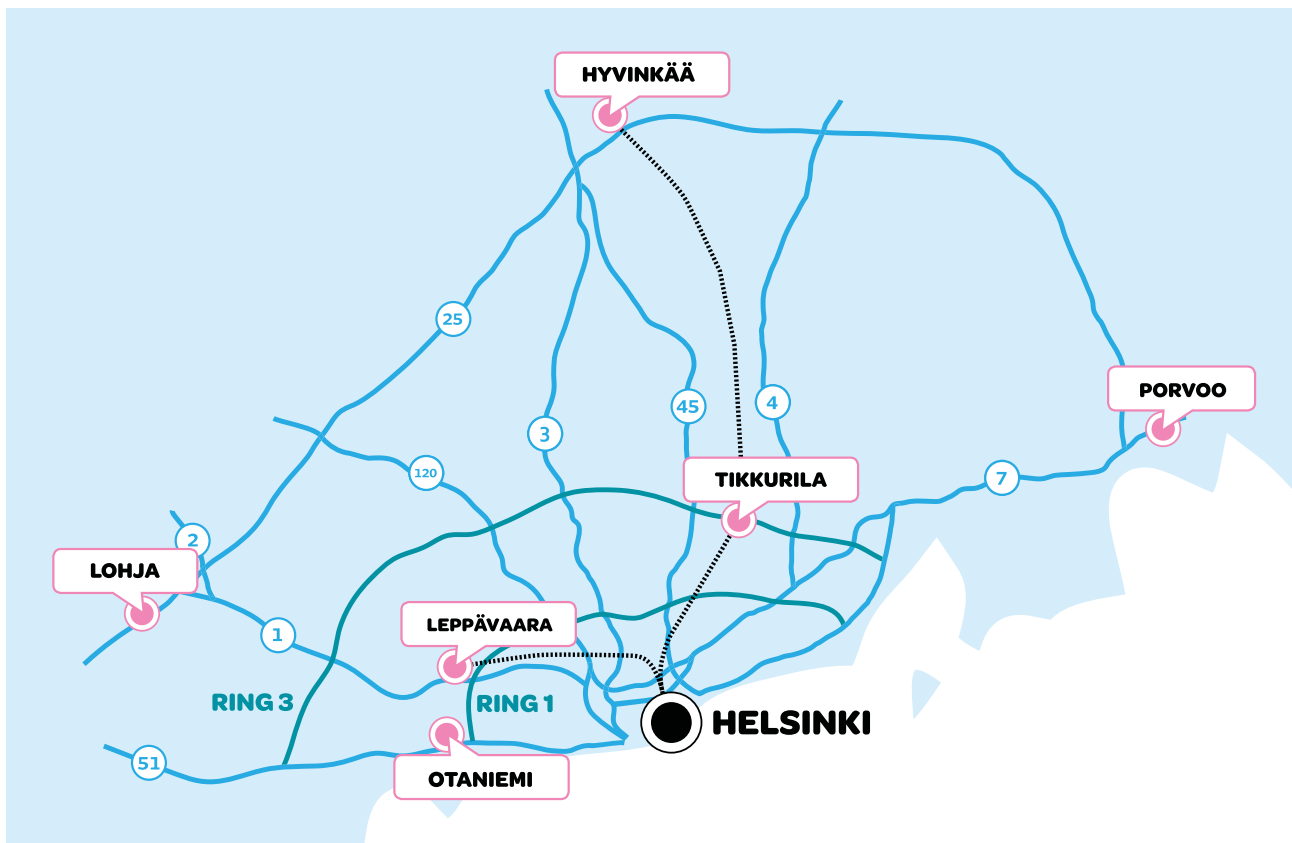 HYVINKÄÄ
25
PORVOO
45
4
3
120
7
TIKKURILA
2
LOHJA
1
LEPPÄVAARA
RING 3
RING 1
HELSINKI
51
OTANIEMI